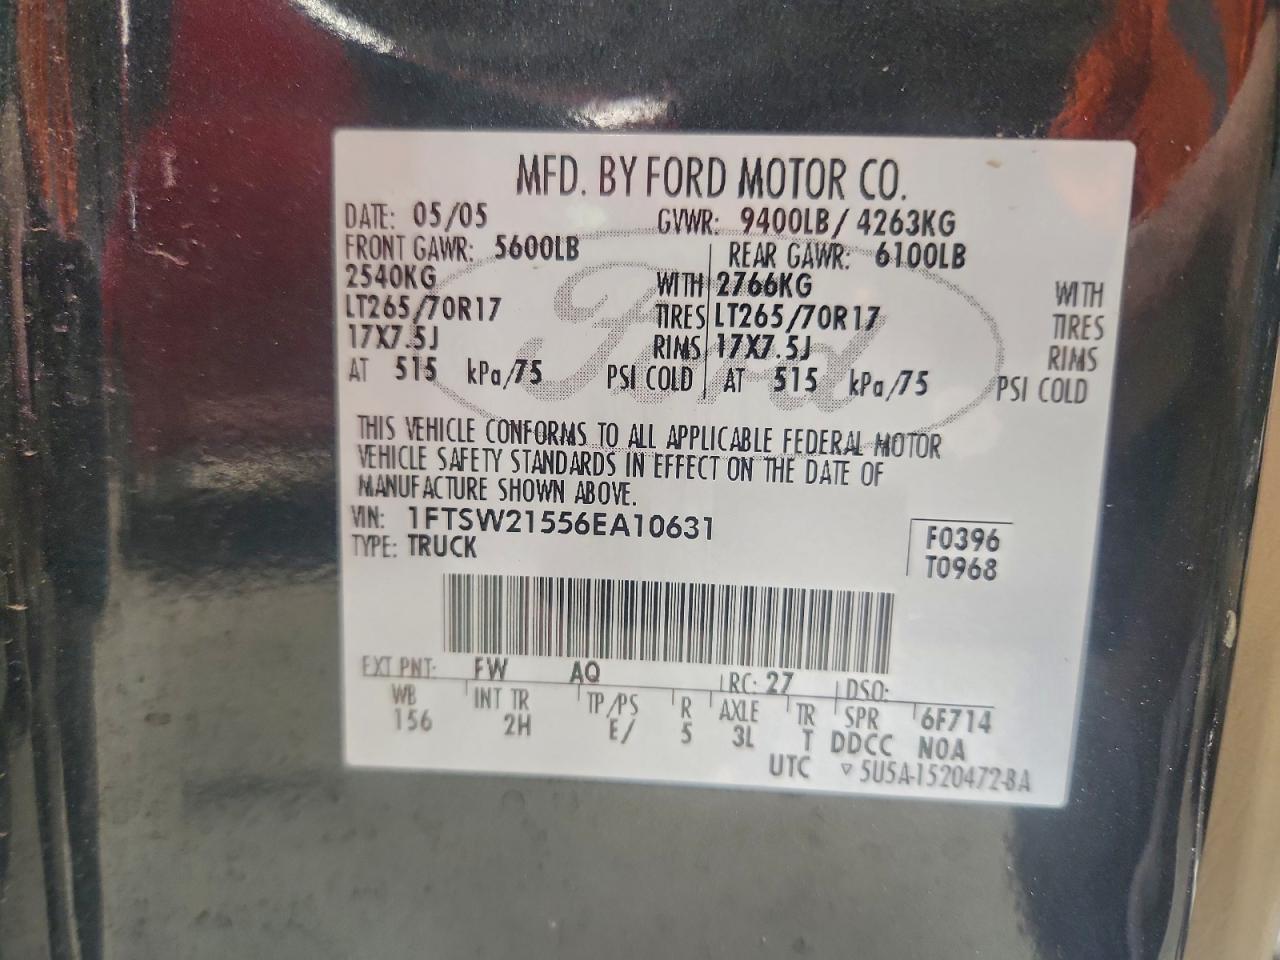 MFD. BY FORD MOTOR CO.
DATE: 05/05 GVWR: 9400LB/ 4263KG
FRONT GAWR: 5600LB REAR GAWR: 6100LB
2540KG WITH 2766KG WITH
LT265/70R17 TIRES LT265/70R17 TIRES
17X7.5J RIMS 17X7.5J RIMS
AT 515 kPa/75 PSI COLD AT 515 kPa/75 PSI COLD
Ford
THIS VEHICLE CONFORMS TO ALL APPLICABLE FEDERAL MOTOR
VEHICLE SAFETY STANDARDS IN EFFECT ON THE DATE OF
MANUFACTURE SHOWN ABOVE.
VIN: 1FTSW21556EA10631 F0396
TYPE: TRUCK T0968
EXT PNT: FW AQ RC: 27 DSO:
WB INT TR TP/PS R AXLE TR SPR 6F714
156 2H E/ 5 3L T DDCC N0A
UTC ▽ 5U5A-1520472-BA